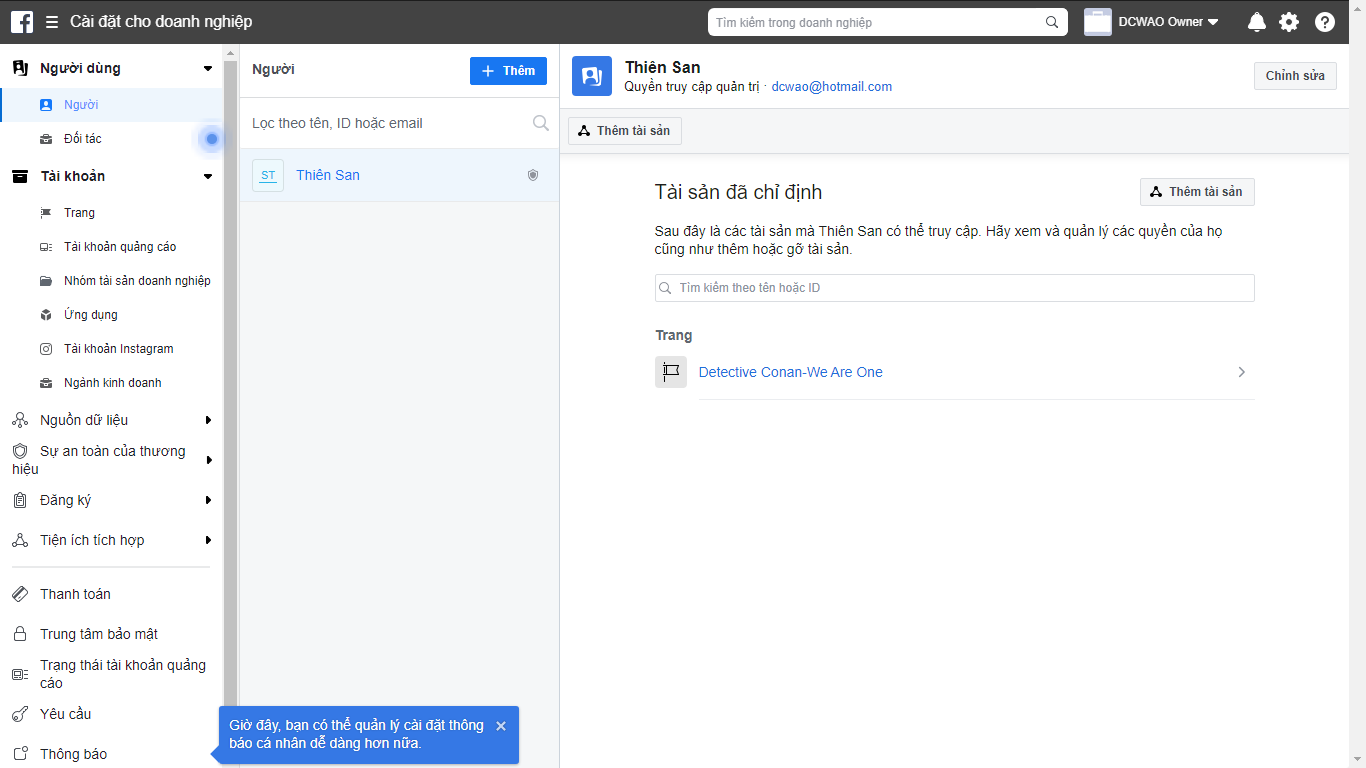 Cài đặt cho doanh nghiệp
Tìm kiếm trong doanh nghiệp
DCWAO Owner
Người dùng
Người
Đối tác
Tài khoản
Trang
Tài khoản quảng cáo
Nhóm tài sản doanh nghiệp
Ứng dụng
Tài khoản Instagram
Ngành kinh doanh
Nguồn dữ liệu
Sự an toàn của thương
hiệu
Đăng ký
Tiện ích tích hợp
Thanh toán
Trung tâm bảo mật
Trạng thái tài khoản quảng
cáo
Yêu cầu
Thông báo
Người
Thêm
Lọc theo tên, ID hoặc email
ST
Thiên San
Giờ đây, bạn có thể quản lý cài đặt thông
báo cá nhân dễ dàng hơn nữa.
Thiên San
Quyền truy cập quản trị · dcwao@hotmail.com
Chỉnh sửa
Thêm tài sản
Tài sản đã chỉ định
Thêm tài sản
Sau đây là các tài sản mà Thiên San có thể truy cập. Hãy xem và quản lý các quyền của họ
cũng như thêm hoặc gỡ tài sản.
Tìm kiếm theo tên hoặc ID
Trang
Detective Conan-We Are One